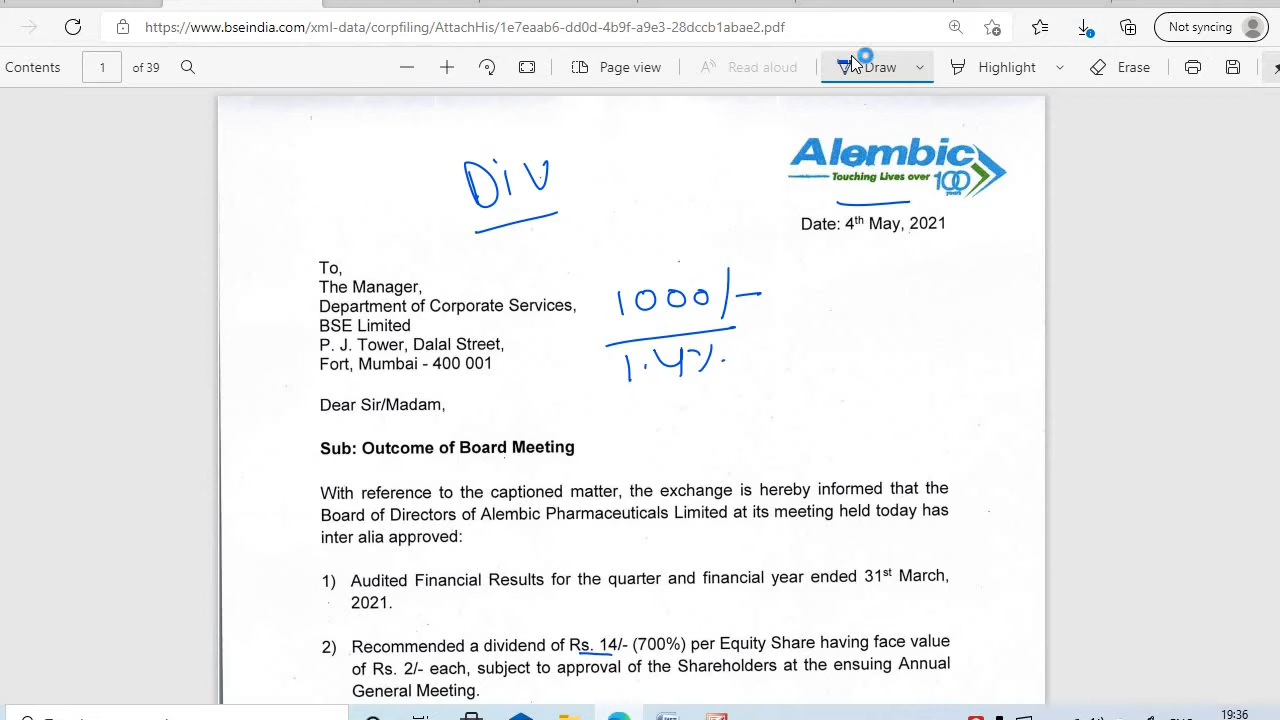 https://www.bseindia.com/xml-data/corpfiling/AttachHis/1e7eaab6-dd0d-4b9f-a9e3-28dccb1abae2.pdf
Not syncing
Contents
1 of 39
Page view
Read aloud
Draw
Highlight
Erase
Alembic
Touching Lives over 100 years
Div
Date: 4th May, 2021
To,
The Manager,
Department of Corporate Services,
BSE Limited
P. J. Tower, Dalal Street,
Fort, Mumbai - 400 001
1000/-
1.4%.
Dear Sir/Madam,
Sub: Outcome of Board Meeting
With reference to the captioned matter, the exchange is hereby informed that the
Board of Directors of Alembic Pharmaceuticals Limited at its meeting held today has
inter alia approved:
1) Audited Financial Results for the quarter and financial year ended 31st March,
2021.
2) Recommended a dividend of Rs. 14/- (700%) per Equity Share having face value
of Rs. 2/- each, subject to approval of the Shareholders at the ensuing Annual
General Meeting.
19:36